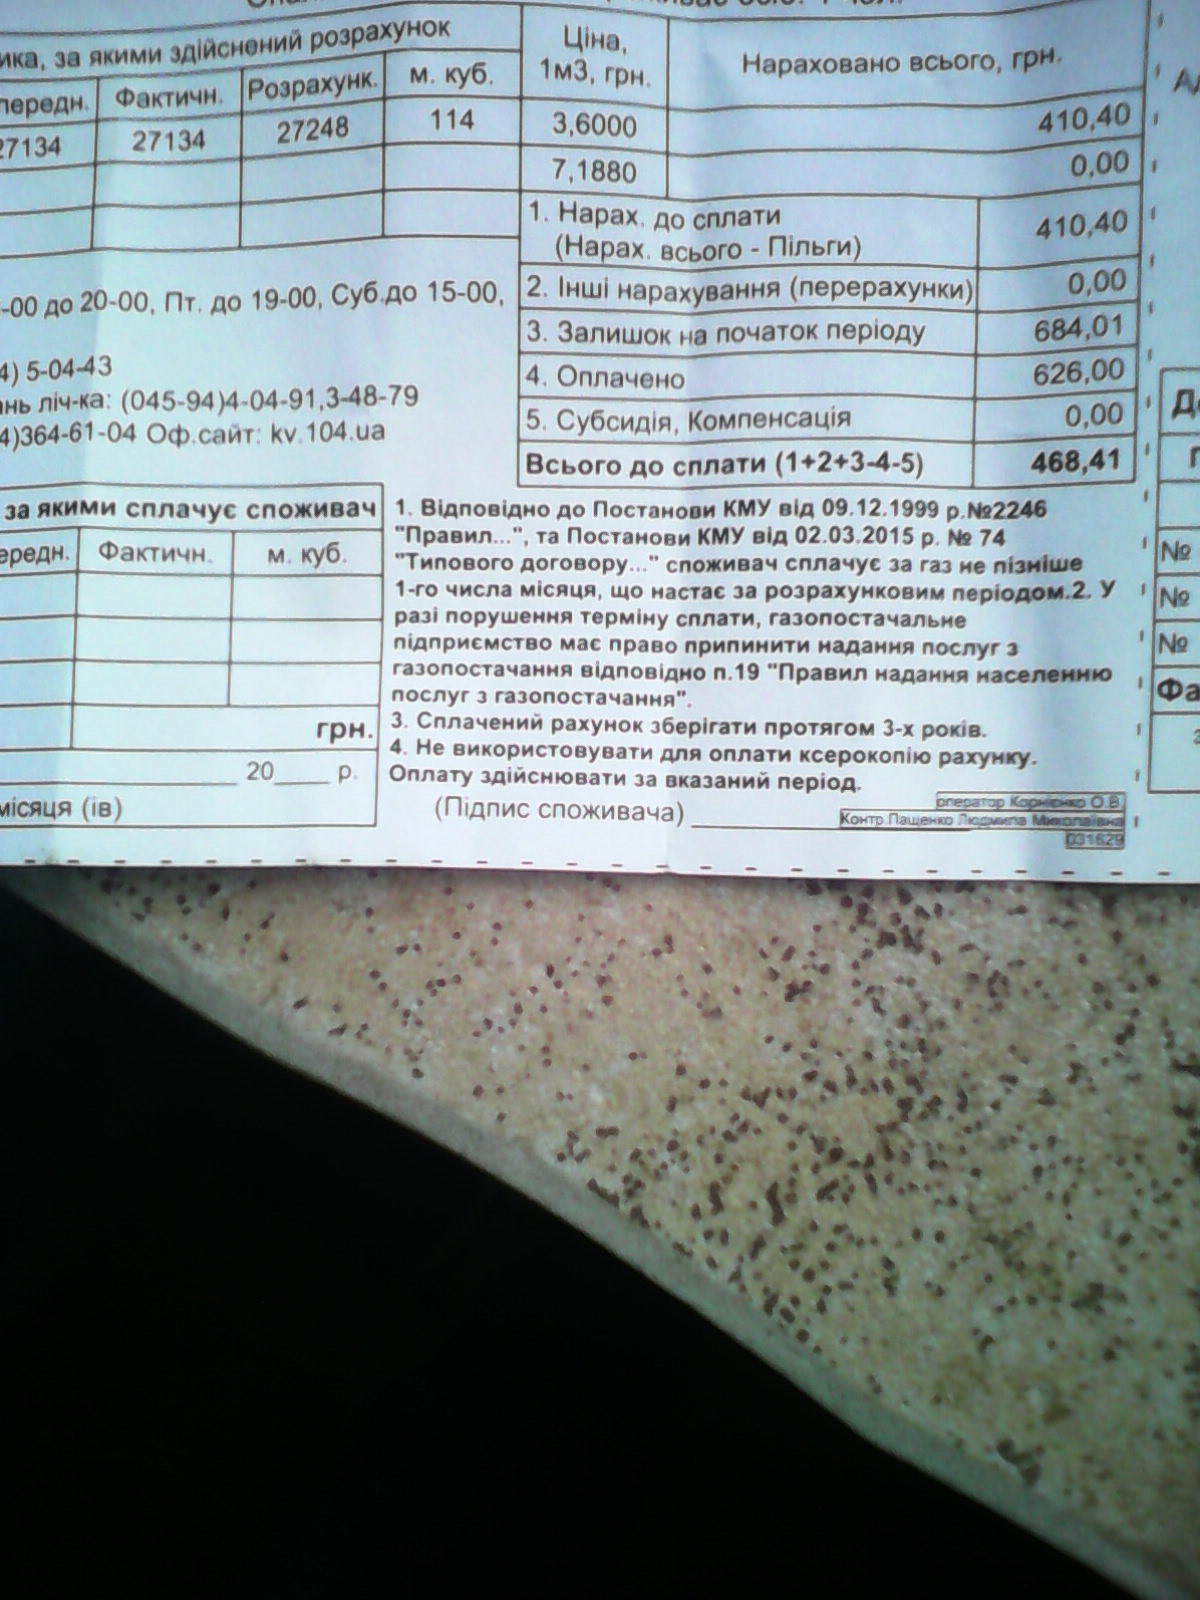 ика, за якими здійснений розрахунок
Ціна,
1м3, грн.
Нараховано всього, грн.
передн. Фактичн. Розрахунк. м. куб.
27134 27134 27248 114 3,6000 410,40
7,1880 0,00
1. Нарах. до сплати
(Нарах. всього - Пільги) 410,40
2. Інші нарахування (перерахунки) 0,00
3. Залишок на початок періоду 684,01
4. Оплачено 626,00
5. Субсидія, Компенсація 0,00
Всього до сплати (1+2+3-4-5) 468,41
-00 до 20-00, Пт. до 19-00, Суб.до 15-00,
4) 5-04-43
ань ліч-ка: (045-94)4-04-91,3-48-79
4)364-61-04 Оф.сайт: kv.104.ua
за якими сплачує споживач
ередн. Фактичн. м. куб.
грн.
20____ р.
місяця (ів)
1. Відповідно до Постанови КМУ від 09.12.1999 р.№2246
"Правил...", та Постанови КМУ від 02.03.2015 р. № 74
"Типового договору..." споживач сплачує за газ не пізніше
1-го числа місяця, що настає за розрахунковим періодом.2. У
разі порушення терміну сплати, газопостачальне
підприємство має право припинити надання послуг з
газопостачання відповідно п.19 "Правил надання населенню
послуг з газопостачання".
3. Сплачений рахунок зберігати протягом 3-х років.
4. Не використовувати для оплати ксерокопію рахунку.
Оплату здійснювати за вказаний період.
(Підпис споживача)
оператор Корнієнко О.В.
Контр.Пащенко Людмила Миколаївна
031629
№
№
№
Фа